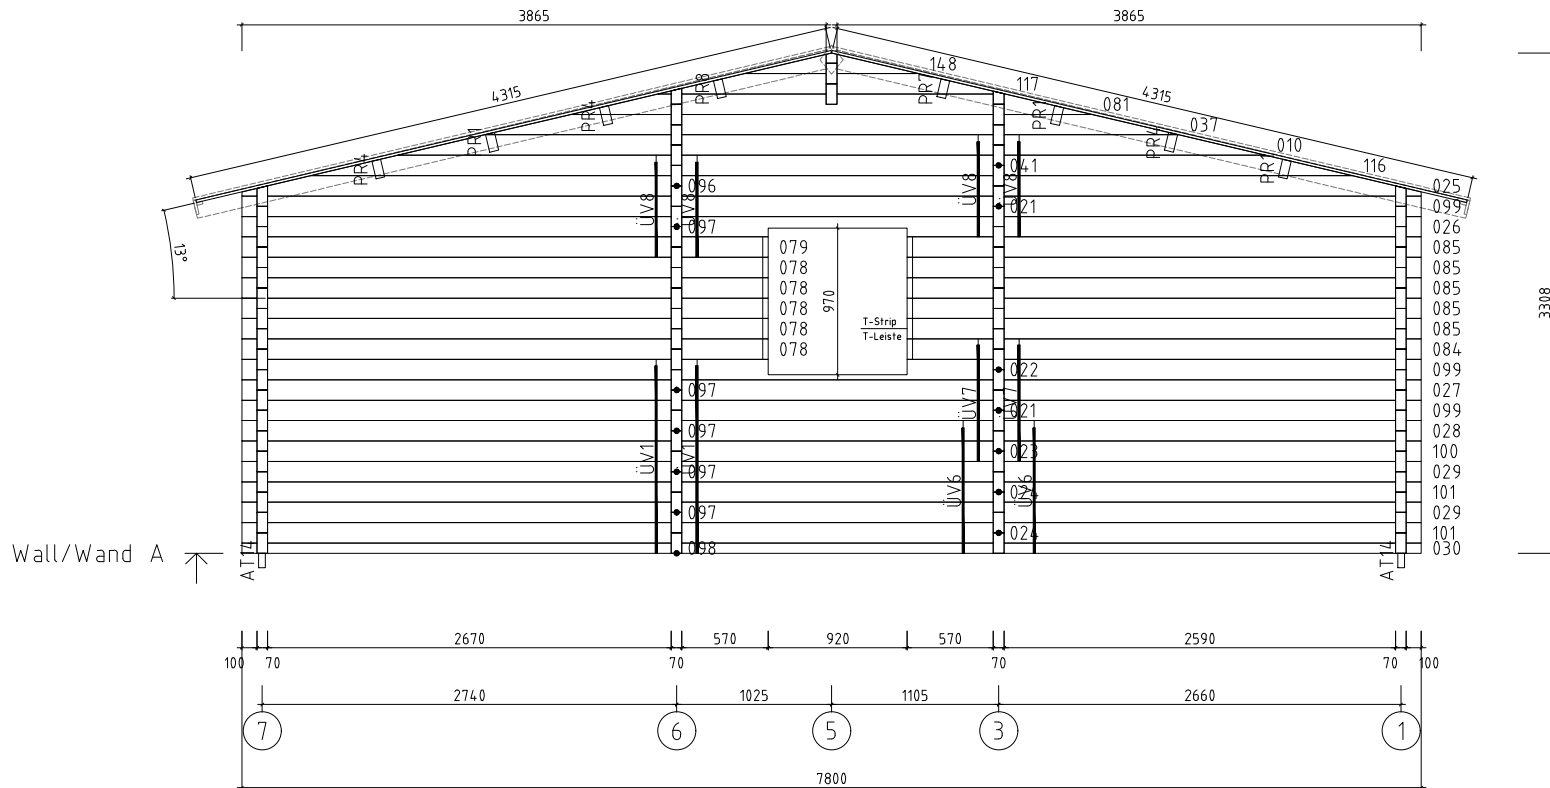 3865 3865
148
4315 117 4315
PR8 PR7 081
PR4 PR1 037
PR1 PR4 010
PR4 PR1 116
041
096 025
ÜV8 ÜV8 ÜV8 ÜV8 021 099
097 026
13° 079 085
078 085
078 085
970 3308
078 085
T-Strip
T-Leiste
078 085
078 084
022 099
097 027
ÜV7 ÜV7 021 099
097 028
ÜV1 ÜV1 023 100
097 029
ÜV6 ÜV6 024 101
097 029
024 101
Wall/Wand A AT14 098 AT14 030
2670 570 920 570 2590
100 70 70 70 70 100
2740 1025 1105 2660
7 6 5 3 1
7800